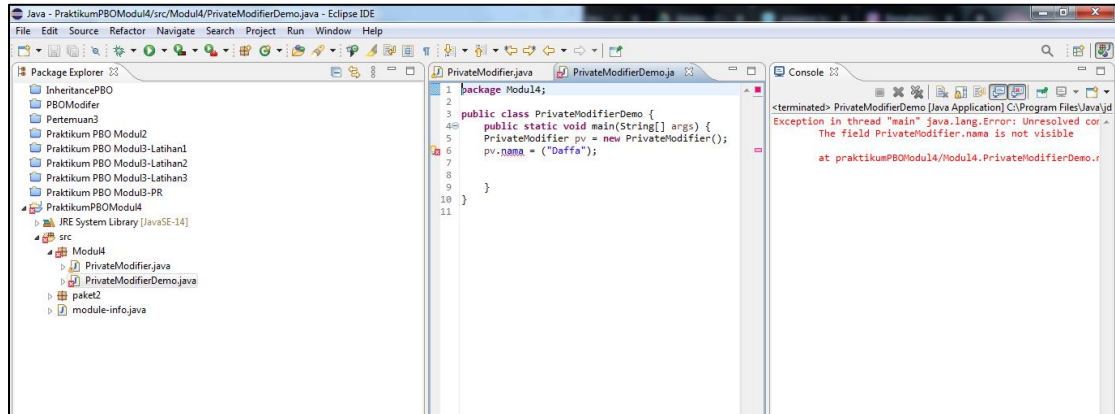 Java - PraktikumPBOModul4/src/Modul4/PrivateModifierDemo.java - Eclipse IDE
File Edit Source Refactor Navigate Search Project Run Window Help
Package Explorer
InheritancePBO
PBOModifer
Pertemuan3
Praktikum PBO Modul2
Praktikum PBO Modul3-Latihan1
Praktikum PBO Modul3-Latihan2
Praktikum PBO Modul3-Latihan3
Praktikum PBO Modul3-PR
PraktikumPBOModul4
JRE System Library [JavaSE-14]
src
Modul4
PrivateModifier.java
PrivateModifierDemo.java
paket2
module-info.java
PrivateModifier.java PrivateModifierDemo.ja
1 package Modul4;
2
3 public class PrivateModifierDemo {
4 public static void main(String[] args) {
5 PrivateModifier pv = new PrivateModifier();
6 pv.nama = ("Daffa");
7
8
9 }
10 }
11
Console
<terminated> PrivateModifierDemo [Java Application] C:\Program Files\Java\jd
Exception in thread "main" java.lang.Error: Unresolved com
The field PrivateModifier.nama is not visible
at praktikumPBOModul4/Modul4.PrivateModifierDemo.m